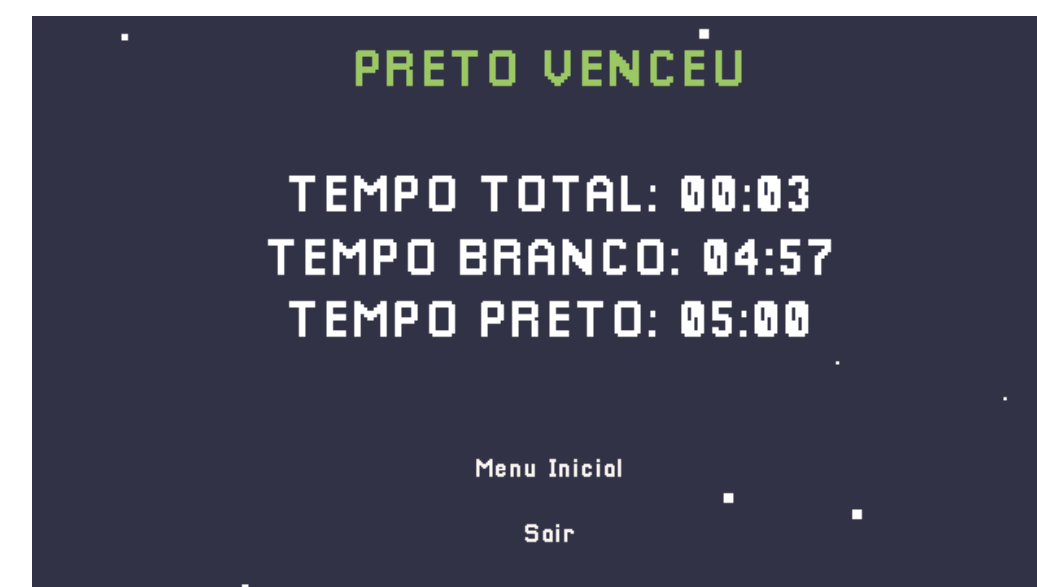 PRETO VENCEU
TEMPO TOTAL: 00:03
TEMPO BRANCO: 04:57
TEMPO PRETO: 05:00
Menu Inicial
Sair